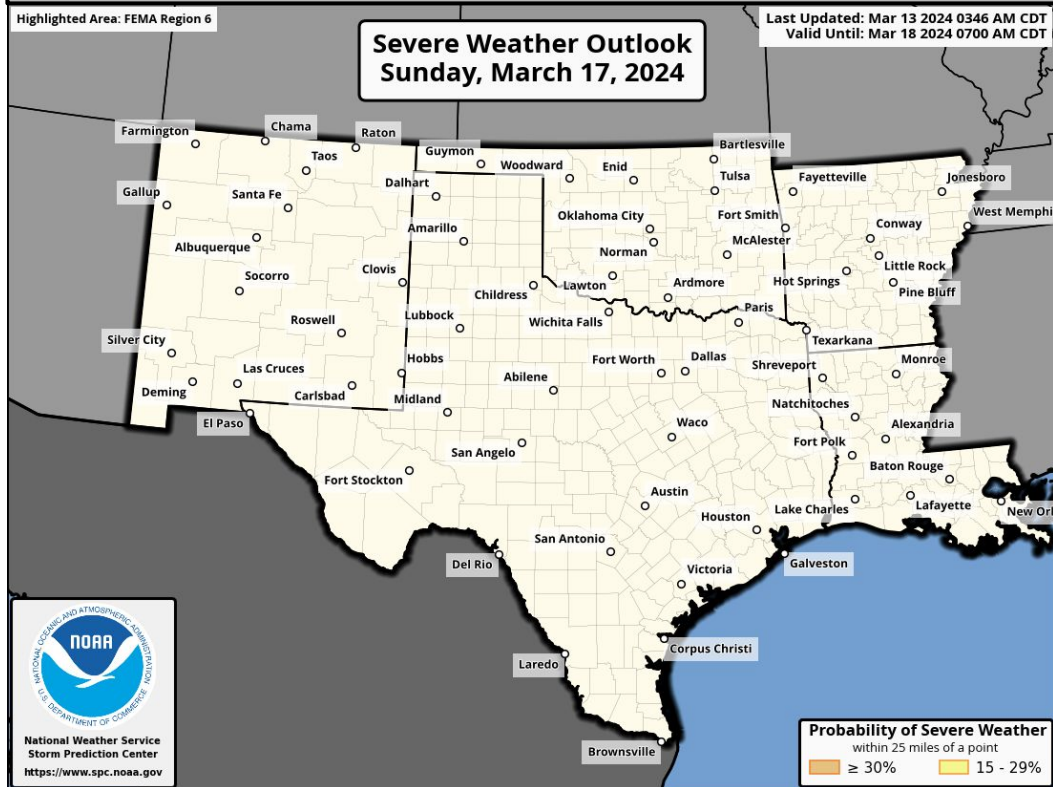 Highlighted Area: FEMA Region 6
Last Updated: Mar 13 2024 0346 AM CDT
Valid Until: Mar 18 2024 0700 AM CDT
Severe Weather Outlook
Sunday, March 17, 2024
Farmington
Chama
Raton
Taos
Guymon
Woodward
Enid
Bartlesville
Tulsa
Fayetteville
Jonesboro
Gallup
Santa Fe
Dalhart
Albuquerque
Amarillo
Oklahoma City
Fort Smith
Conway
West Memphi
Norman
McAlester
Socorro
Clovis
Childress
Lawton
Ardmore
Hot Springs
Little Rock
Pine Bluff
Roswell
Lubbock
Wichita Falls
Paris
Texarkana
Silver City
Las Cruces
Hobbs
Fort Worth
Dallas
Shreveport
Monroe
Deming
Carlsbad
Midland
Abilene
Natchitoches
El Paso
Waco
Alexandria
San Angelo
Fort Polk
Fort Stockton
Baton Rouge
Austin
Houston
Lake Charles
Lafayette
New Orl
San Antonio
Del Rio
Victoria
Galveston
Laredo
Corpus Christi
Brownsville
NATIONAL OCEANIC AND ATMOSPHERIC ADMINISTRATION
NOAA
U.S. DEPARTMENT OF COMMERCE
National Weather Service
Storm Prediction Center
https://www.spc.noaa.gov
Probability of Severe Weather
within 25 miles of a point
≥ 30%
15 - 29%